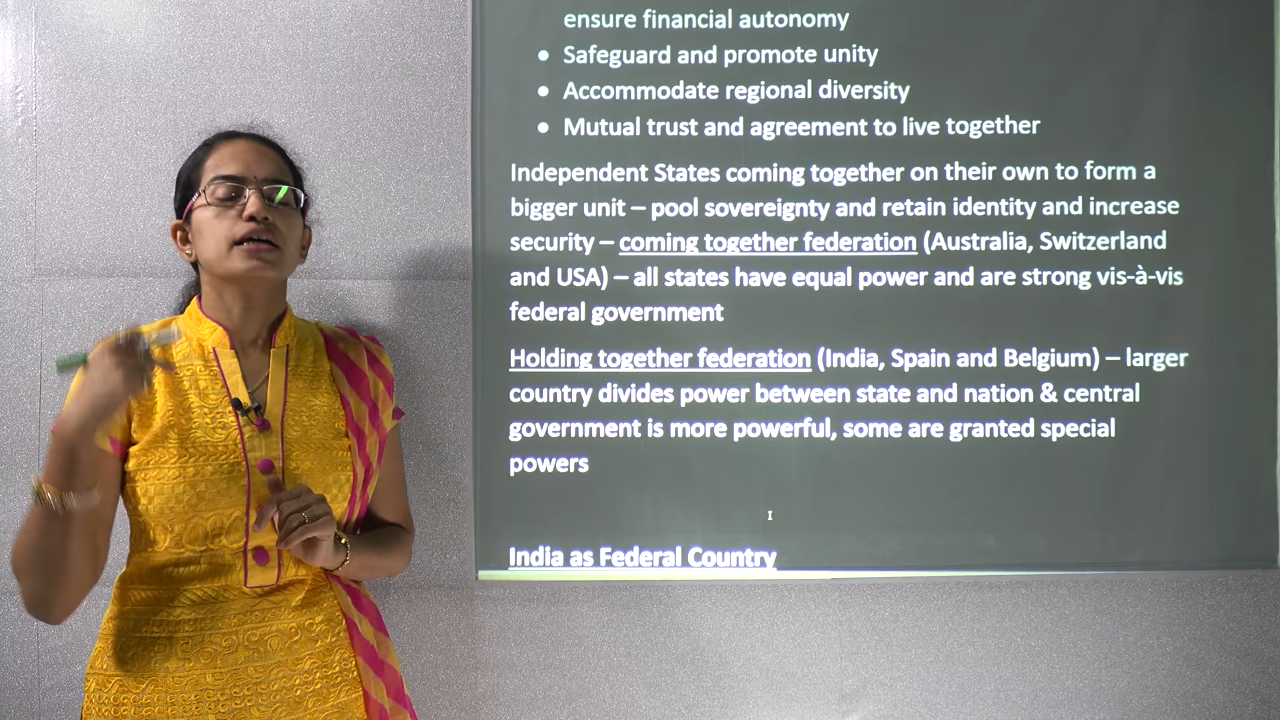 ensure financial autonomy
• Safeguard and promote unity
• Accommodate regional diversity
• Mutual trust and agreement to live together
Independent States coming together on their own to form a
bigger unit – pool sovereignty and retain identity and increase
security – coming together federation (Australia, Switzerland
and USA) – all states have equal power and are strong vis-à-vis
federal government
Holding together federation (India, Spain and Belgium) – larger
country divides power between state and nation & central
government is more powerful, some are granted special
powers
India as Federal Country